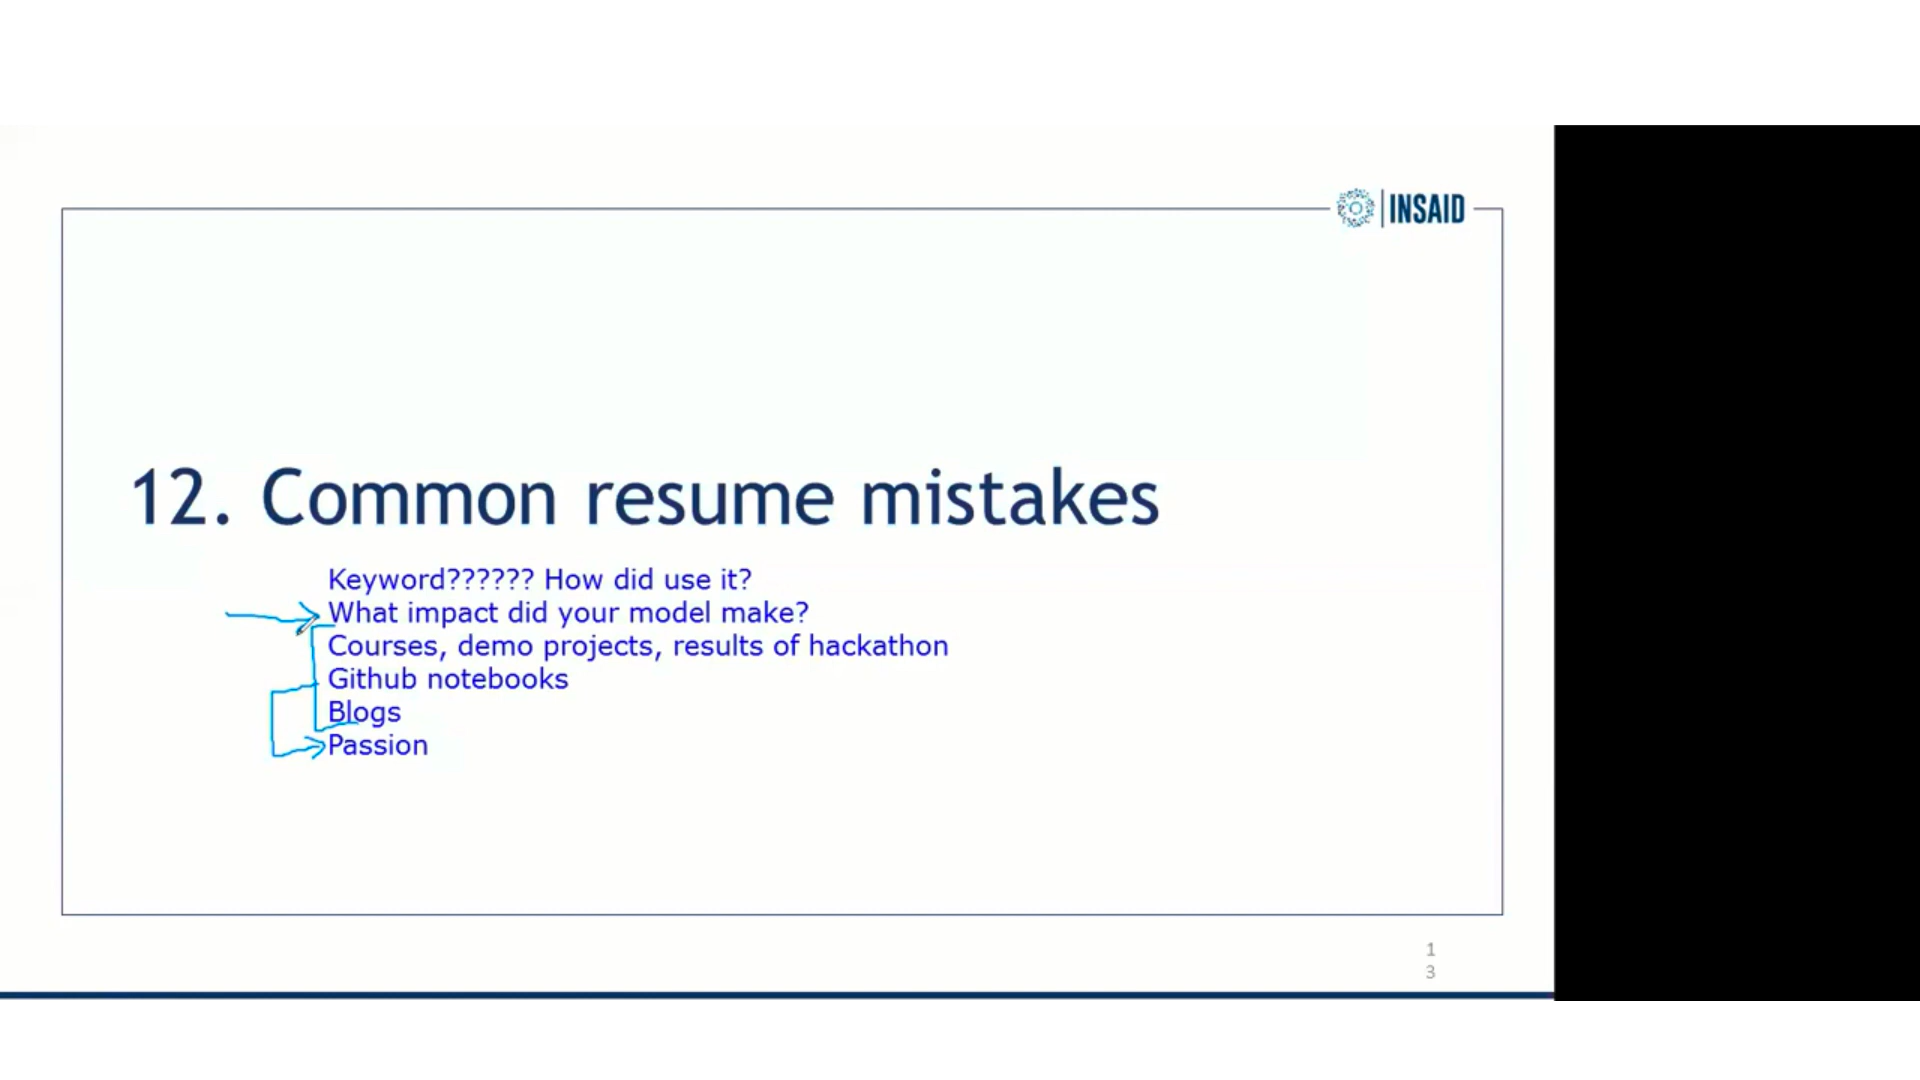 INSAID
12. Common resume mistakes
Keyword?????? How did use it?
What impact did your model make?
Courses, demo projects, results of hackathon
Github notebooks
Blogs
Passion
1
3